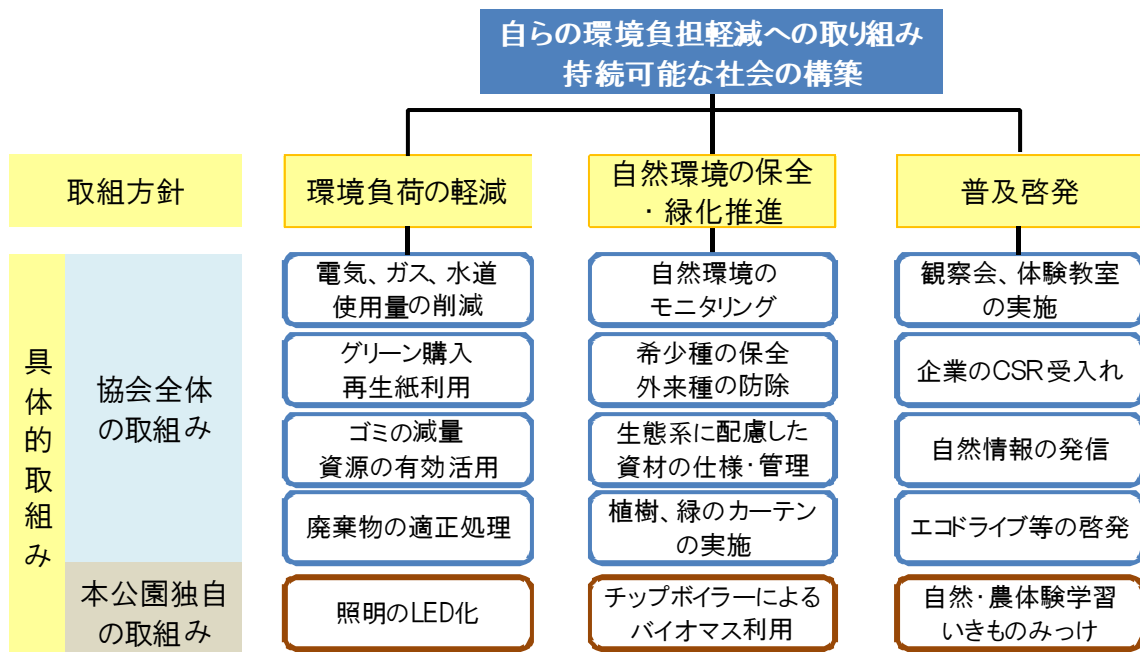 自らの環境負担軽減への取り組み
持続可能な社会の構築
取組方針
環境負荷の軽減
自然環境の保全
・緑化推進
普及啓発
具体的取組み
協会全体
の取組み
電気、ガス、水道
使用量の削減
自然環境の
モニタリング
観察会、体験教室
の実施
グリーン購入
再生紙利用
希少種の保全
外来種の防除
企業のCSR受入れ
ゴミの減量
資源の有効活用
生態系に配慮した
資材の仕様・管理
自然情報の発信
廃棄物の適正処理
植樹、緑のカーテン
の実施
エコドライブ等の啓発
本公園独自
の取組み
照明のLED化
チップボイラーによる
バイオマス利用
自然・農体験学習
いきものみっけ